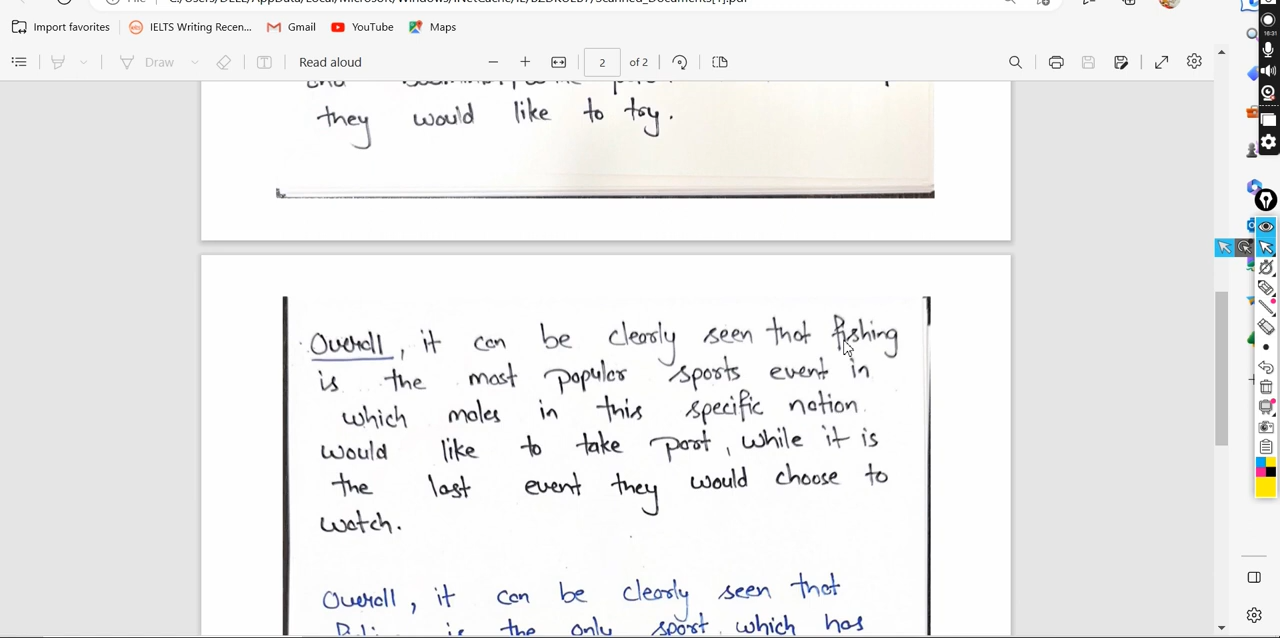 Import favorites IELTS Writing Recen... Gmail YouTube Maps
Draw Read aloud 2 of 2
they would like to try.
Overall, it can be clearly seen that fishing
is the most popular sports event in
which males in this specific nation
would like to take part, while it is
the last event they would choose to
watch.
Overall, it can be clearly seen that
is the only sport which has
16:31